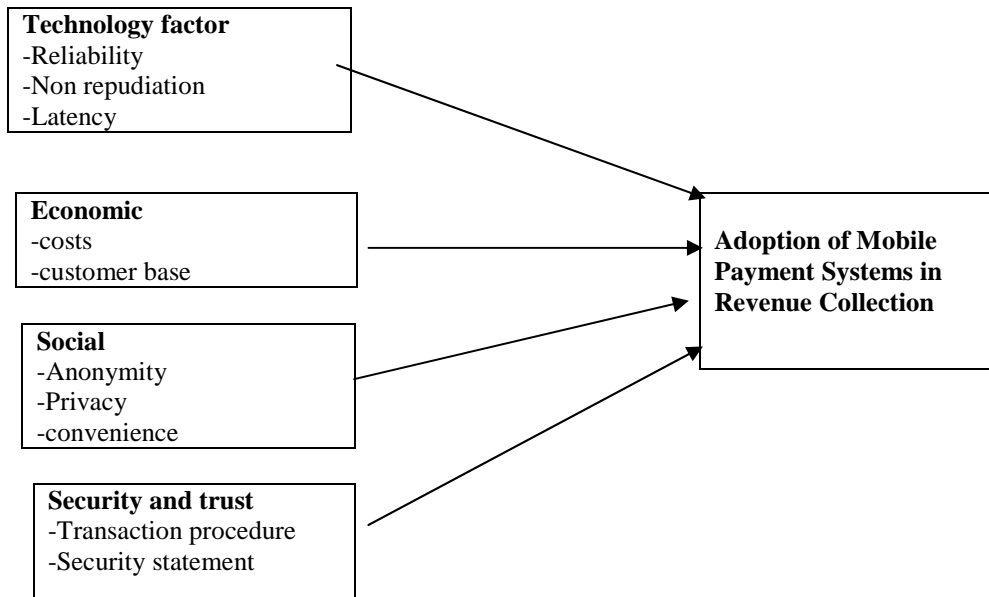 Technology factor
-Reliability
-Non repudiation
-Latency
Economic
-costs
-customer base
Social
-Anonymity
-Privacy
-convenience
Security and trust
-Transaction procedure
-Security statement
Adoption of Mobile
Payment Systems in
Revenue Collection